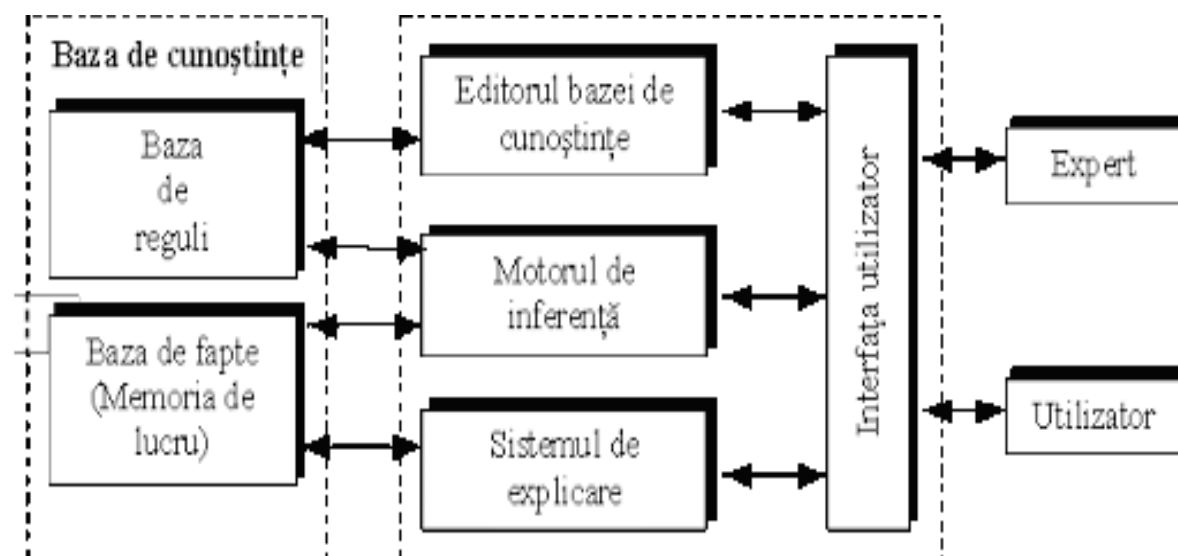 Baza de cunoștințe
Baza
de
reguli
Baza de fapte
(Memoria de
lucru)
Editorul bazei de
cunoștințe
Motorul de
inferență
Sistemul de
explicare
Interfața utilizator
Expert
Utilizator